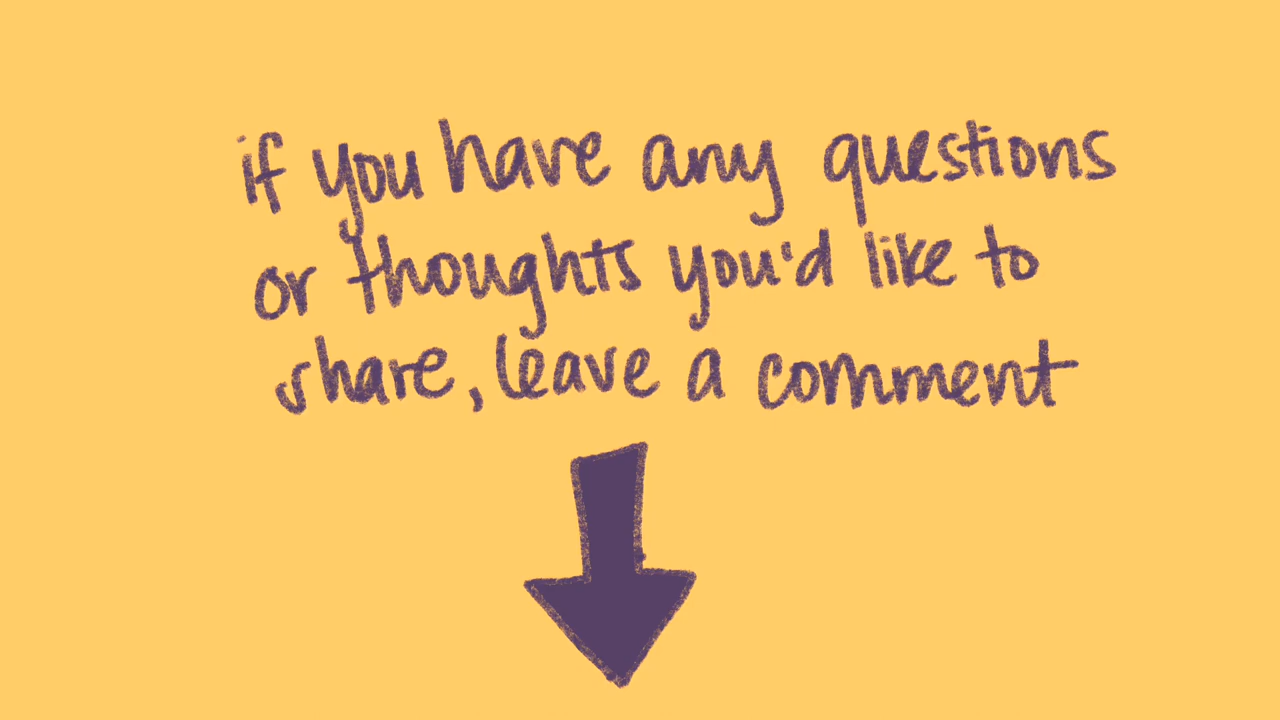 if you have any questions
or thoughts you'd like to
share, leave a comment